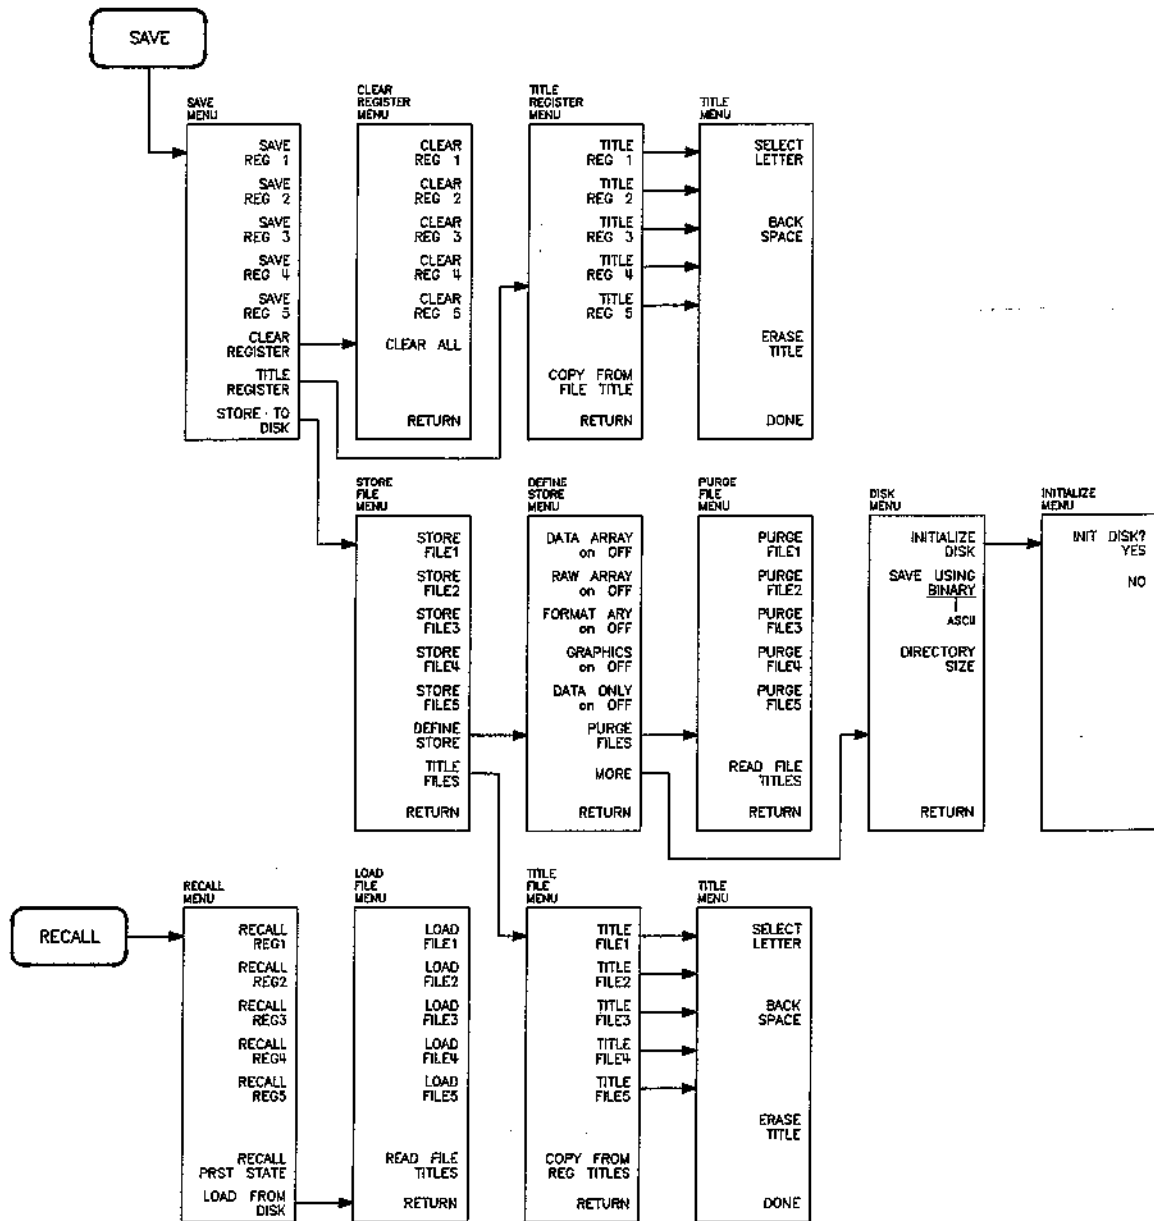 SAVE
SAVE
MENU
SAVE
REG 1
SAVE
REG 2
SAVE
REG 3
SAVE
REG 4
SAVE
REG 5
CLEAR
REGISTER
TITLE
REGISTER
STORE · TO
DISK
CLEAR
REGISTER
MENU
CLEAR
REG 1
CLEAR
REG 2
CLEAR
REG 3
CLEAR
REG 4
CLEAR
REG 5
CLEAR ALL
RETURN
TITLE
REGISTER
MENU
TITLE
REG 1
TITLE
REG 2
TITLE
REG 3
TITLE
REG 4
TITLE
REG 5
COPY FROM
FILE TITLE
RETURN
TITLE
MENU
SELECT
LETTER
BACK
SPACE
ERASE
TITLE
DONE
STORE
FILE
MENU
STORE
FILE1
STORE
FILE2
STORE
FILE3
STORE
FILE4
STORE
FILE5
DEFINE
STORE
TITLE
FILES
RETURN
DEFINE
STORE
MENU
DATA ARRAY
on OFF
RAW ARRAY
on OFF
FORMAT ARY
on OFF
GRAPHICS
on OFF
DATA ONLY
on OFF
PURGE
FILES
MORE
RETURN
PURGE
FILE
MENU
PURGE
FILE1
PURGE
FILE2
PURGE
FILE3
PURGE
FILE4
PURGE
FILE5
READ FILE
TITLES
RETURN
DISK
MENU
INITIALIZE
DISK
SAVE USING
BINARY
ASCII
DIRECTORY
SIZE
RETURN
INITIALIZE
MENU
INIT DISK?
YES
NO
RECALL
RECALL
MENU
RECALL
REG1
RECALL
REG2
RECALL
REG3
RECALL
REG4
RECALL
REG5
RECALL
PRST STATE
LOAD FROM
DISK
LOAD
FILE
MENU
LOAD
FILE1
LOAD
FILE2
LOAD
FILE3
LOAD
FILE4
LOAD
FILE5
READ FILE
TITLES
RETURN
TITLE
FILE
MENU
TITLE
FILE1
TITLE
FILE2
TITLE
FILE3
TITLE
FILE4
TITLE
FILE5
COPY FROM
REG TITLES
RETURN
TITLE
MENU
SELECT
LETTER
BACK
SPACE
ERASE
TITLE
DONE